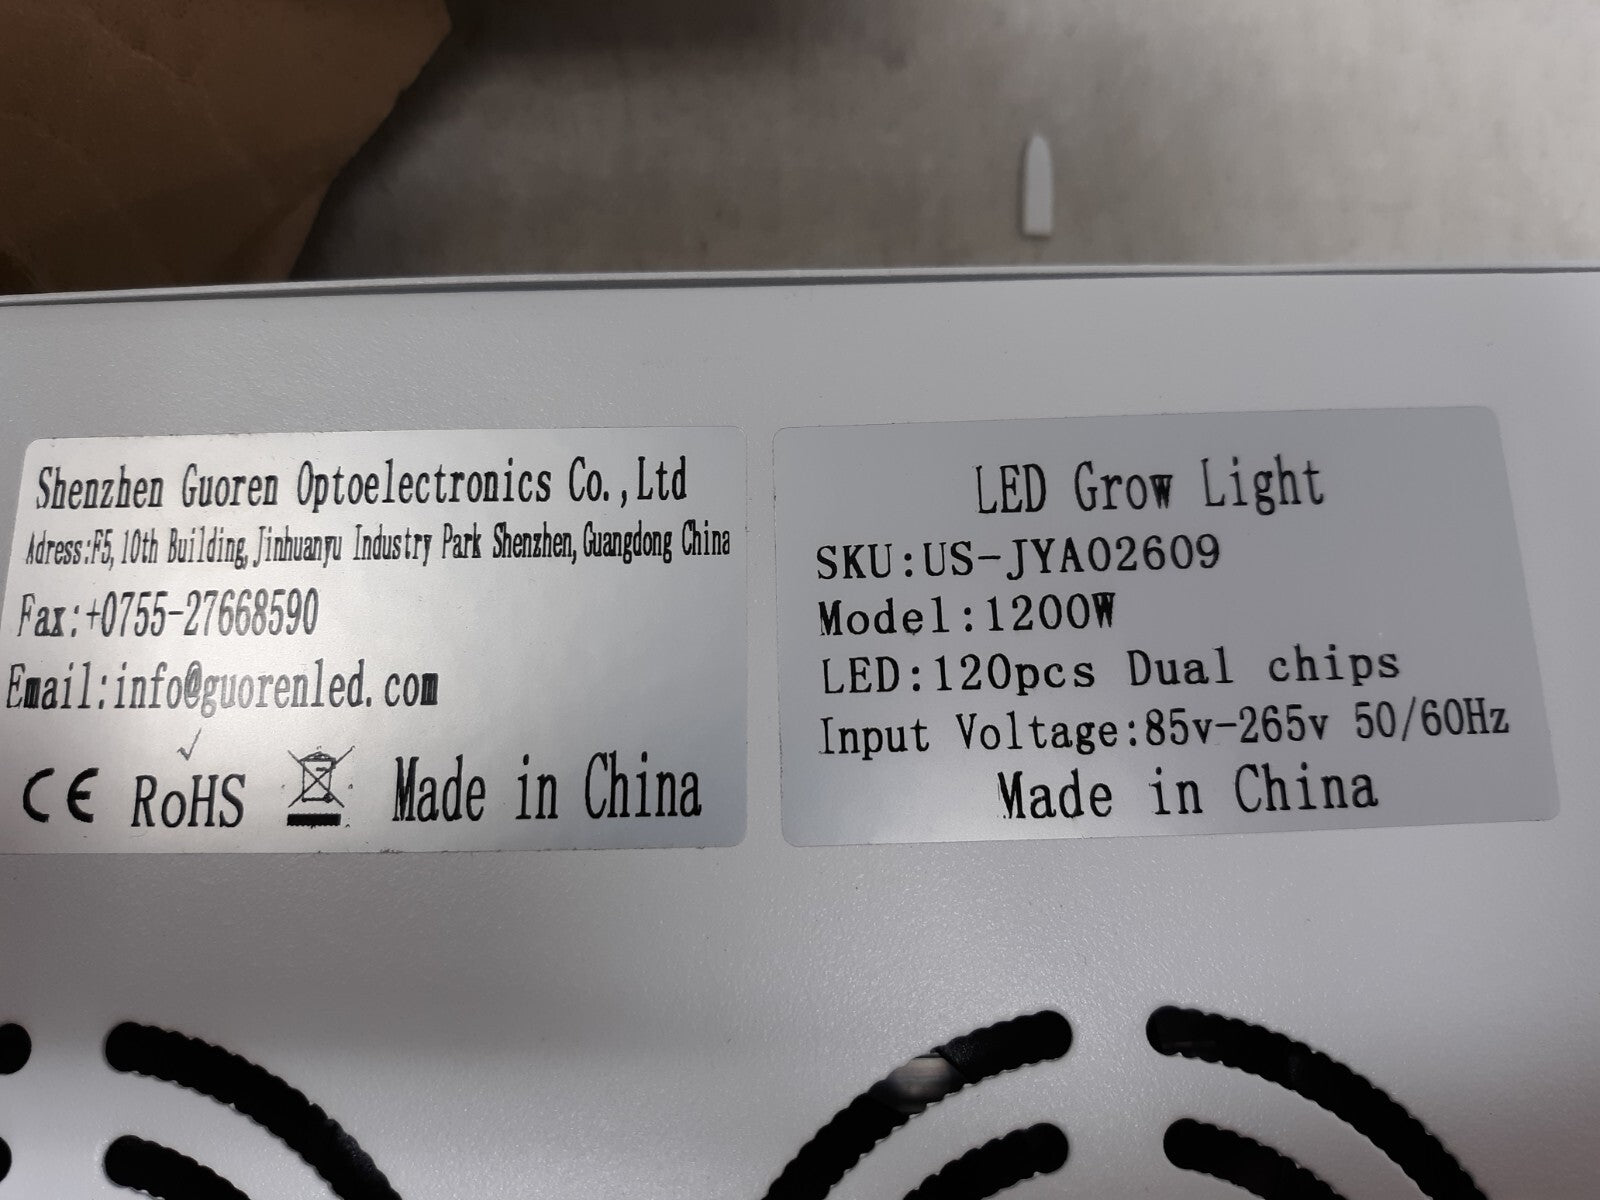 Shenzhen Guoren Optoelectronics Co.,Ltd
Adress:F5, 10th Building, Jinhuanyu Industry Park Shenzhen, Guangdong China
Fax:+0755-27668590
Email:info@guorenled.com
CE RoHS Made in China
LED Grow Light
SKU:US-JYA02609
Model:1200W
LED:120pcs Dual chips
Input Voltage:85v-265v 50/60Hz
Made in China